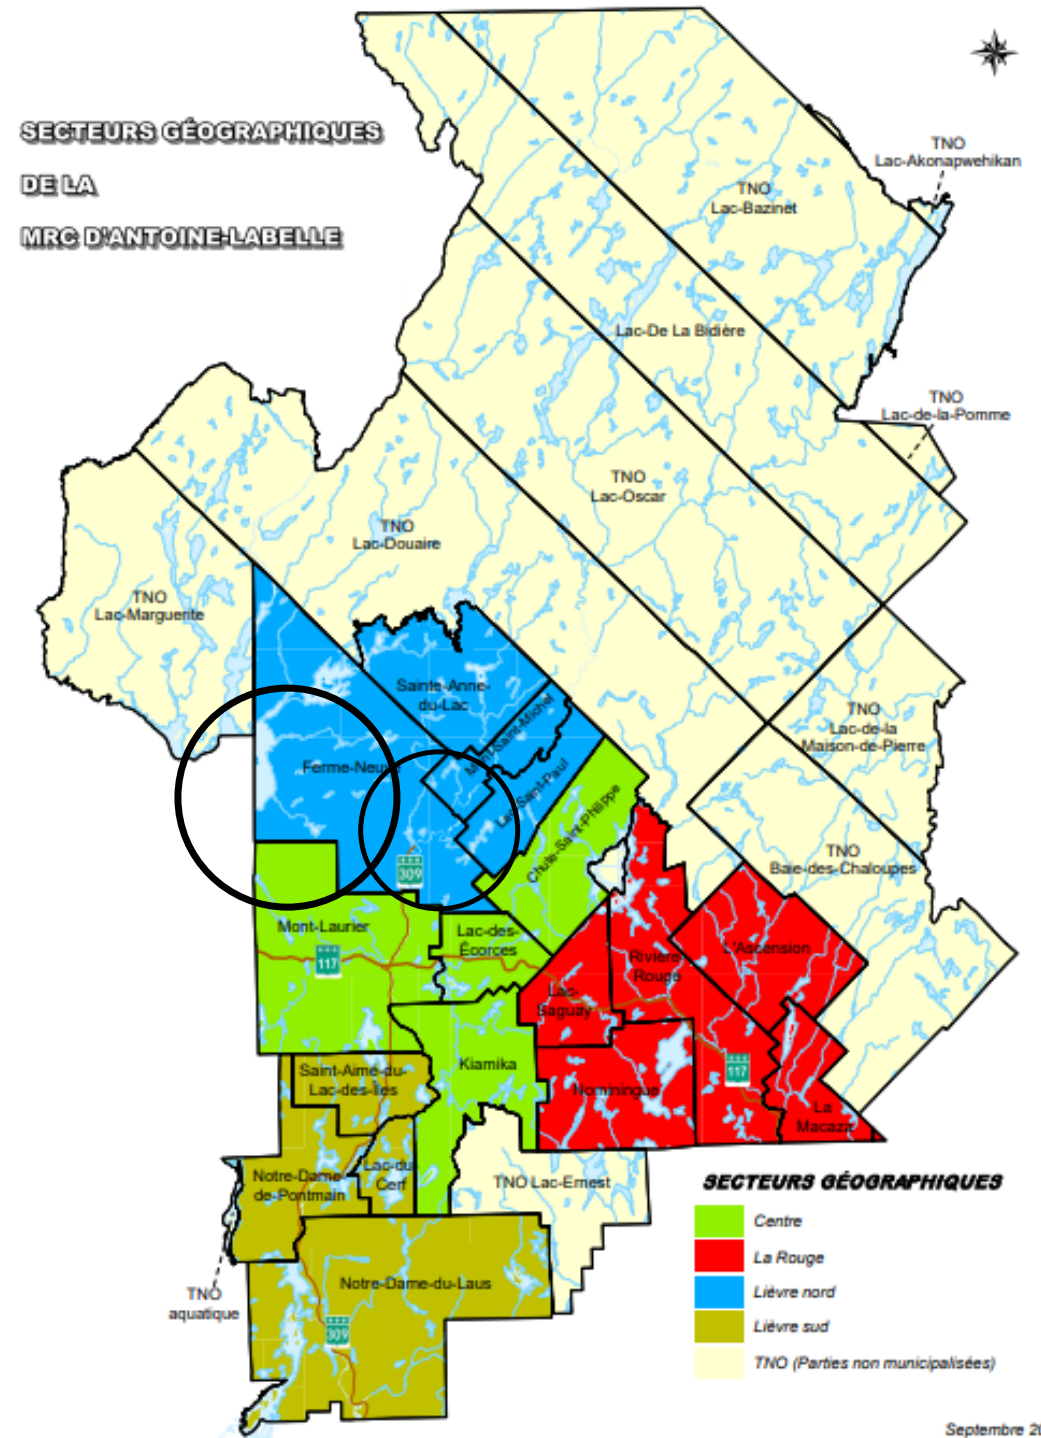 SECTEURS GÉOGRAPHIQUES
DE LA
MRC D'ANTOINE-LABELLE
TNO
Lac-Akonapwehikan
TNO
Lac-Bazinet
Lac-De La Bidière
TNO
Lac-de-la-Pomme
TNO
Lac-Oscar
TNO
Lac-Douaire
TNO
Lac-Marguerite
Sainte-Anne-
du-Lac
Mont-Saint-Michel
TNO
Lac-de-la
Maison-de-Pierre
Ferme-Neuve
Lac-Saint-Paul
Chute-Saint-Philippe
TNO
Baie-des-Chaloupes
309
Mont-Laurier
Lac-des-
Écorces
L'Ascension
117
Rivière
Rouge
Lac-
Saguay
Kiamika
117
Saint-Aimé-du-
Lac-des-Îles
Nominingue
La
Macaza
Lac-du
Cerf
Notre-Dame-
de-Pontmain
TNO Lac-Ernest
TNO
aquatique
Notre-Dame-du-Laus
309
SECTEURS GÉOGRAPHIQUES
Centre
La Rouge
Lièvre nord
Lièvre sud
TNO (Parties non municipalisées)
Septembre 20